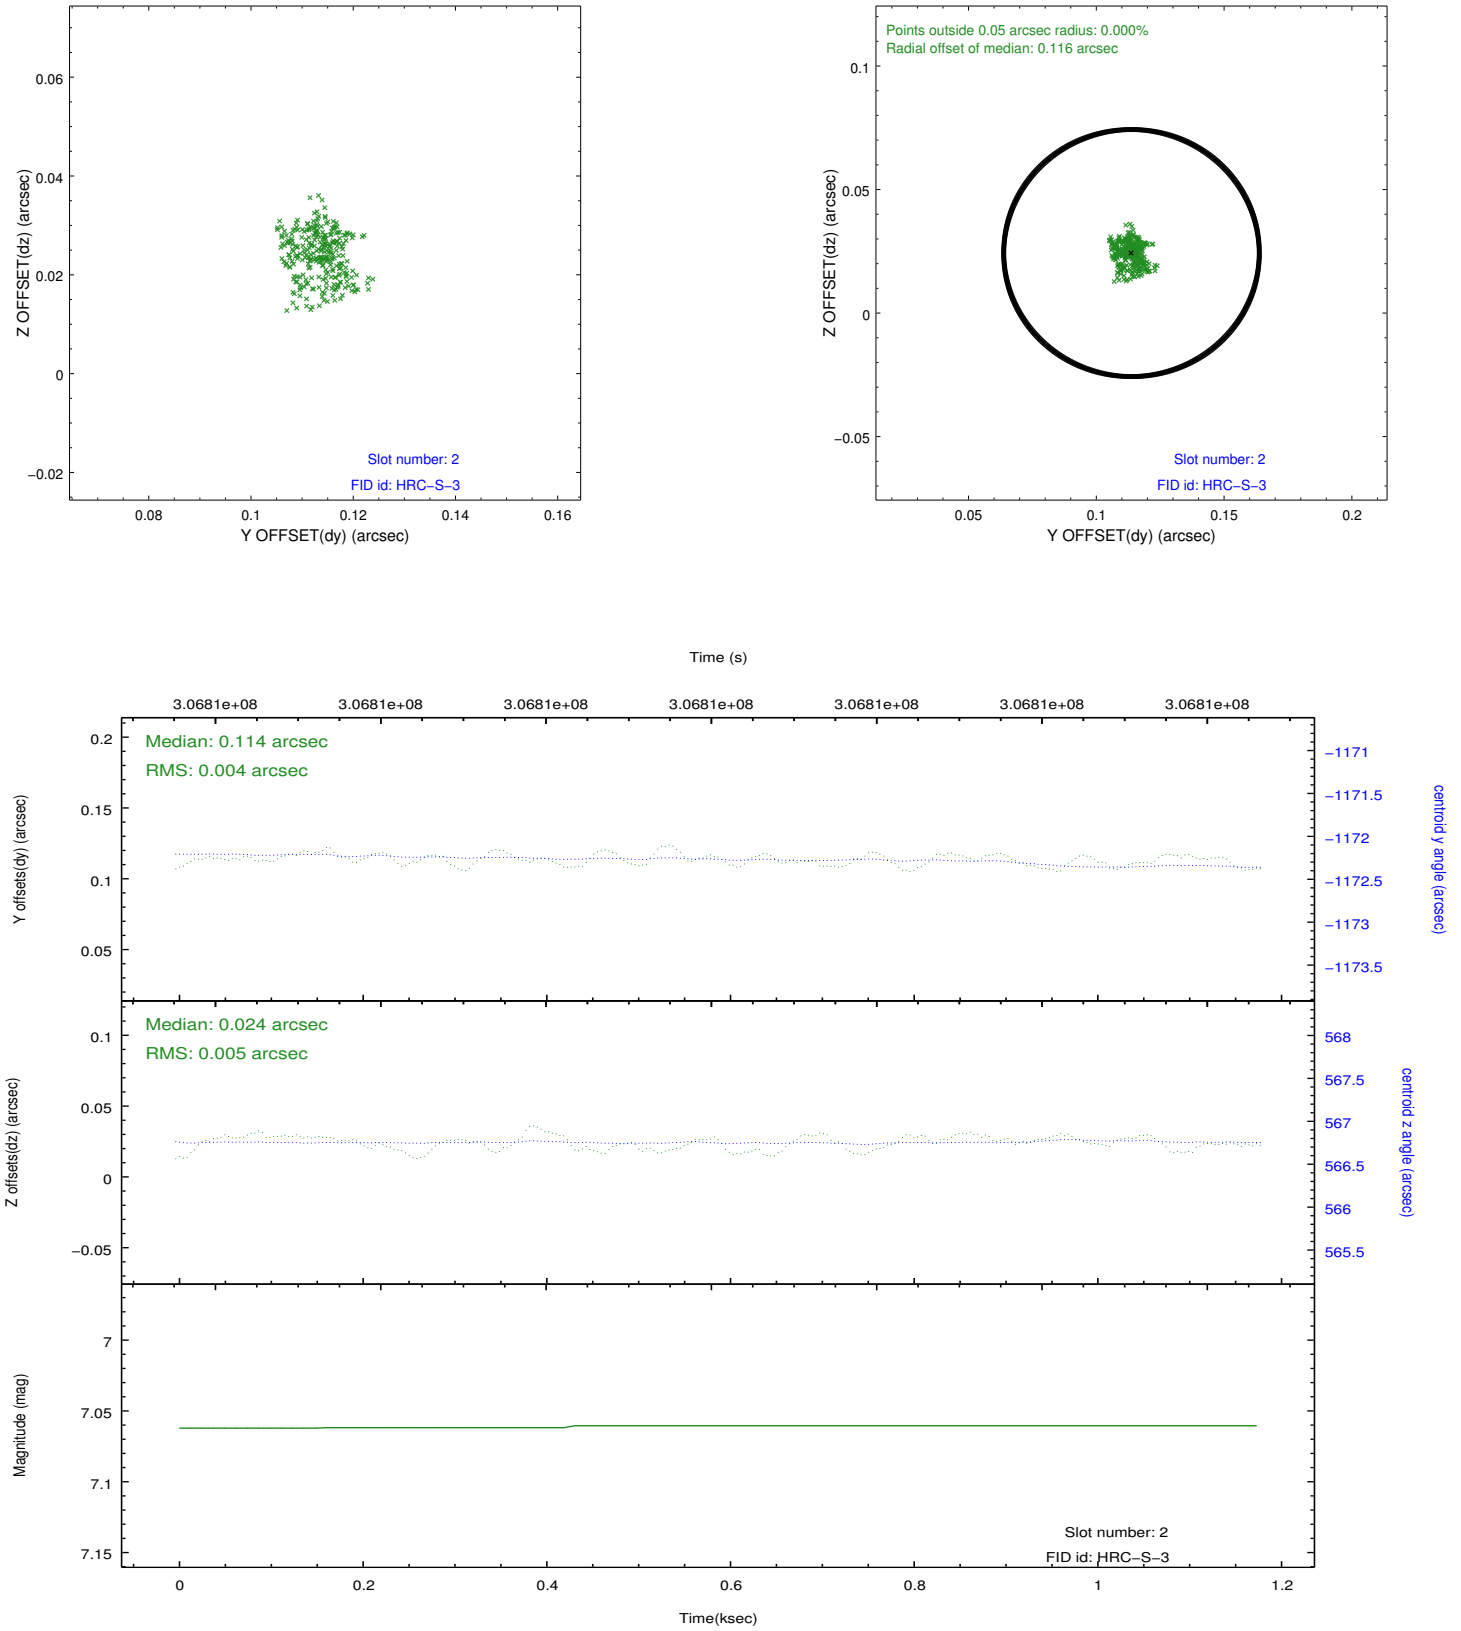 0.06
0.04
0.02
0
−0.02
Z OFFSET(dz) (arcsec)
Slot number: 2
FID id: HRC−S−3
0.08
0.1
0.12
0.14
0.16
Y OFFSET(dy) (arcsec)
Points outside 0.05 arcsec radius: 0.000%
Radial offset of median: 0.116 arcsec
0.1
0.05
0
−0.05
Z OFFSET(dz) (arcsec)
Slot number: 2
FID id: HRC−S−3
0.05
0.1
0.15
0.2
Y OFFSET(dy) (arcsec)
Time (s)
3.0681e+08
3.0681e+08
3.0681e+08
3.0681e+08
3.0681e+08
3.0681e+08
3.0681e+08
Median: 0.114 arcsec
RMS: 0.004 arcsec
0.2
0.15
0.1
0.05
Y offsets(dy) (arcsec)
−1171
−1171.5
−1172
−1172.5
−1173
−1173.5
centroid y angle (arcsec)
Median: 0.024 arcsec
RMS: 0.005 arcsec
0.1
0.05
0
−0.05
Z offsets(dz) (arcsec)
568
567.5
567
566.5
566
565.5
centroid z angle (arcsec)
7
7.05
7.1
7.15
Magnitude (mag)
Slot number: 2
FID id: HRC−S−3
0
0.2
0.4
0.6
0.8
1
1.2
Time(ksec)